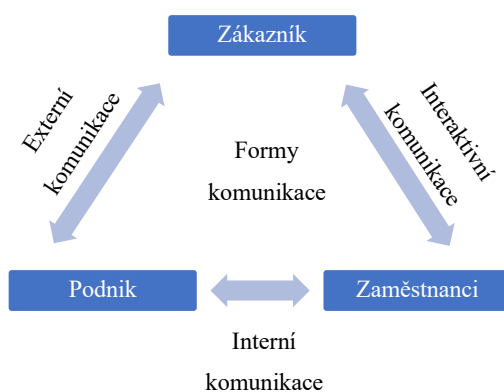 Zákazník
Externí
komunikace
Interaktivní
komunikace
Formy
komunikace
Podnik
Zaměstnanci
Interní
komunikace